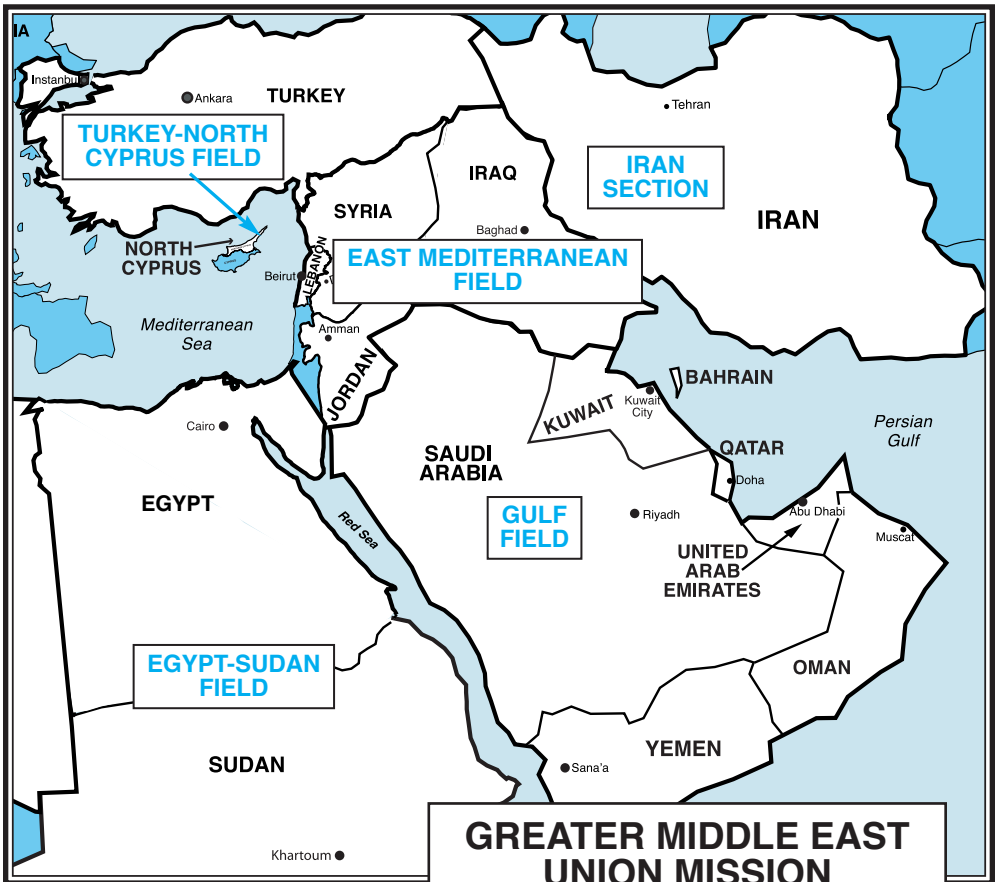 IA
Instanbul
Ankara
TURKEY
Tehran
TURKEY-NORTH
CYPRUS FIELD
IRAN
SECTION
IRAQ
SYRIA
IRAN
Baghdad
NORTH
CYPRUS
EAST MEDITERRANEAN
FIELD
Beirut
LEBANON
Mediterranean
Sea
Amman
JORDAN
BAHRAIN
KUWAIT
Kuwait
City
Persian
Gulf
Cairo
SAUDI
ARABIA
QATAR
Doha
EGYPT
GULF
FIELD
Riyadh
Abu Dhabi
Red Sea
Muscat
UNITED
ARAB
EMIRATES
EGYPT-SUDAN
FIELD
OMAN
YEMEN
SUDAN
Sana'a
GREATER MIDDLE EAST
UNION MISSION
Khartoum